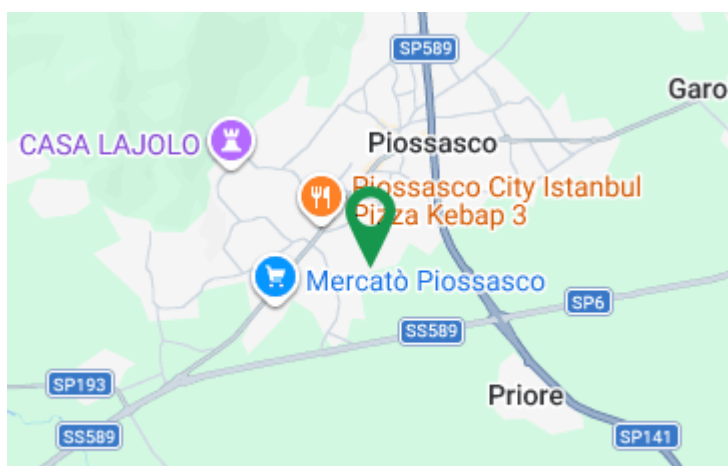 SP589
Garo
Piossasco
CASA LAJOLO
Piossasco City Istanbul
Pizza Kebap 3
Mercatò Piossasco
SP6
SS589
SP193
Priore
SS589
SP141